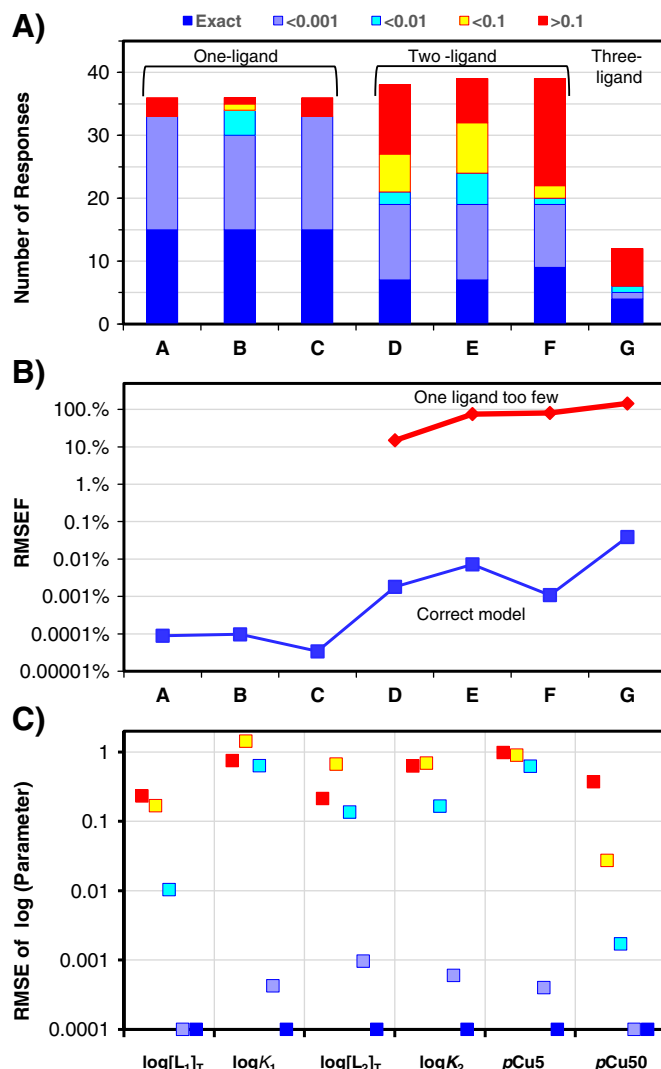 A)
Exact <0.001 <0.01 <0.1 >0.1
One-ligand
Two -ligand
Three-
ligand
Number of Responses
40
30
20
10
0
A B C D E F G
B)
One ligand too few
RMSEF
100.%
10.%
1.%
0.1%
0.01%
0.001%
0.0001%
0.00001%
Correct model
A B C D E F G
C)
RMSE of log (Parameter)
1
0.1
0.01
0.001
0.0001
log[L₁]T logK₁ log[L₂]T logK₂ pCu5 pCu50